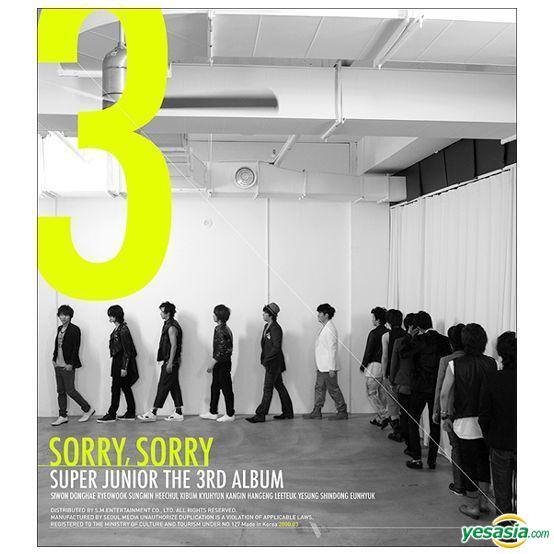 3
SORRY, SORRY
SUPER JUNIOR THE 3RD ALBUM
SIWON DONGHAE RYEOWOOK SUNGMIN HEECHUL KIBUM KYUHYUN KANGIN HANGENG LEETEUK YESUNG SHINDONG EUNHYUK
DISTRIBUTED BY S.M.ENTERTAINMENT CO., LTD. ALL RIGHTS RESERVED.
MANUFACTURED BY SEOUL MEDIA UNAUTHORIZE DUPLICATION IS A VIOLATION OF APPLICABLE LAWS.
REGISTERED TO THE MINISTRY OF CULTURE AND TOURISM UNDER NO.127 Made in Korea 2000.03
yesasia.com